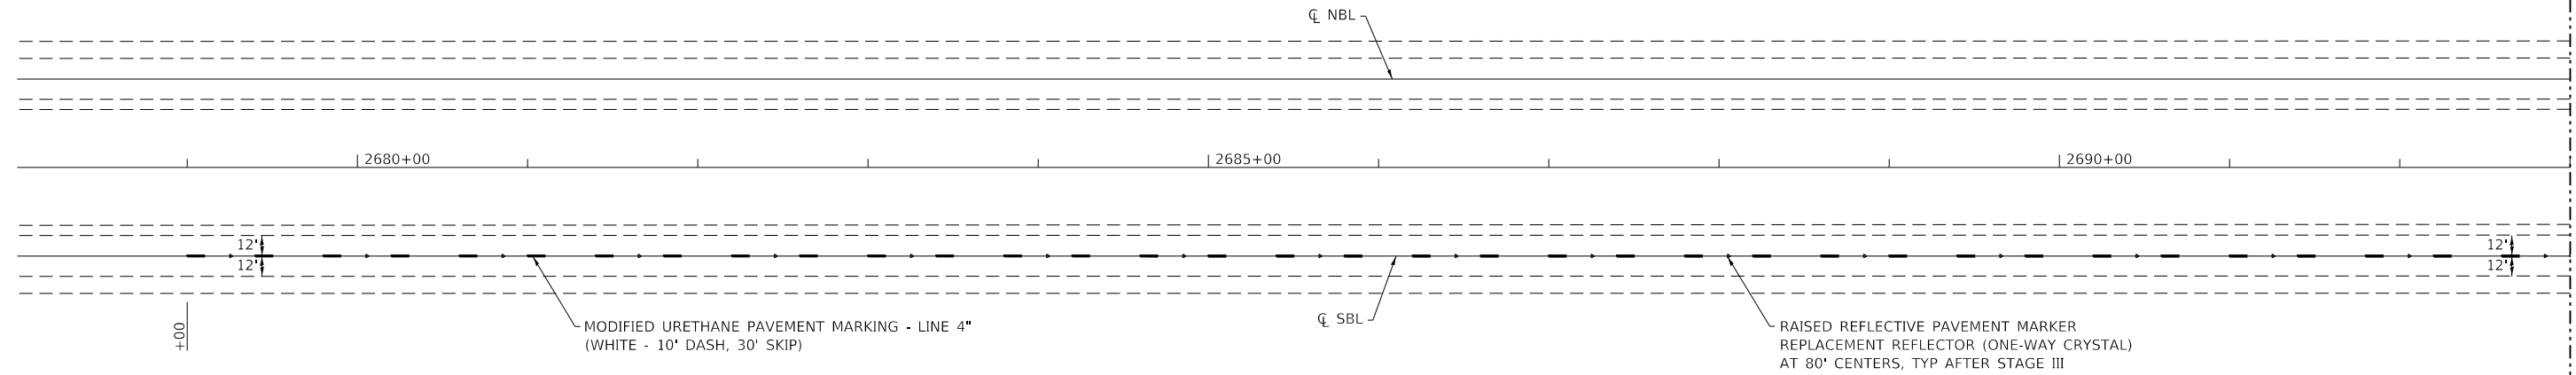 ℄ NBL
2680+00
2685+00
2690+00
12'
12'
12'
12'
+00
MODIFIED URETHANE PAVEMENT MARKING - LINE 4"
(WHITE - 10' DASH, 30' SKIP)
℄ SBL
RAISED REFLECTIVE PAVEMENT MARKER
REPLACEMENT REFLECTOR (ONE-WAY CRYSTAL)
AT 80' CENTERS, TYP AFTER STAGE III